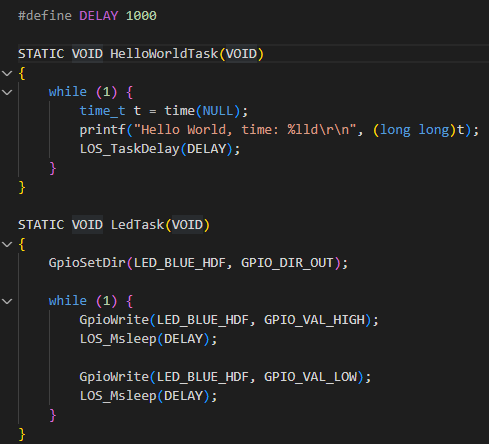 #define DELAY 1000
STATIC VOID HelloWorldTask(VOID)
{
    while (1) {
        time_t t = time(NULL);
        printf("Hello World, time: %lld\r\n", (long long)t);
        LOS_TaskDelay(DELAY);
    }
}
STATIC VOID LedTask(VOID)
{
    GpioSetDir(LED_BLUE_HDF, GPIO_DIR_OUT);
    while (1) {
        GpioWrite(LED_BLUE_HDF, GPIO_VAL_HIGH);
        LOS_Msleep(DELAY);
        GpioWrite(LED_BLUE_HDF, GPIO_VAL_LOW);
        LOS_Msleep(DELAY);
    }
}